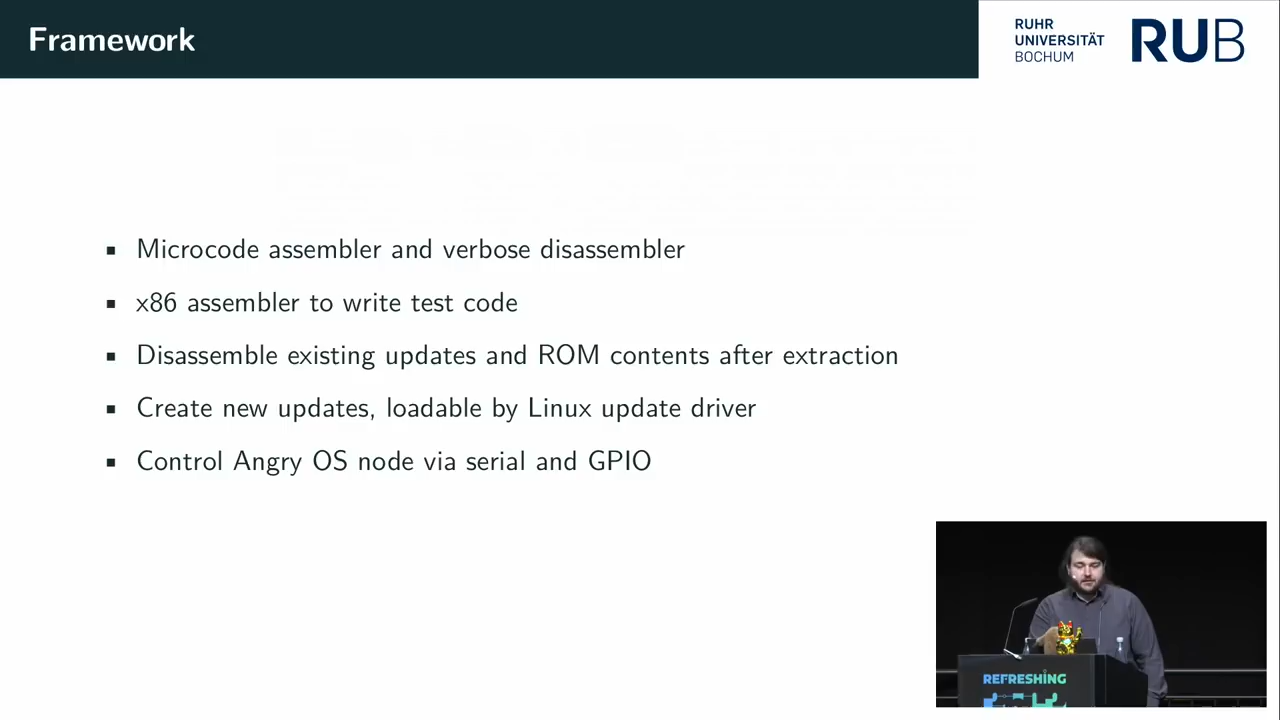 Framework
RUHR
UNIVERSITÄT
BOCHUM
RUB
Microcode assembler and verbose disassembler
x86 assembler to write test code
Disassemble existing updates and ROM contents after extraction
Create new updates, loadable by Linux update driver
Control Angry OS node via serial and GPIO
REFRESHING